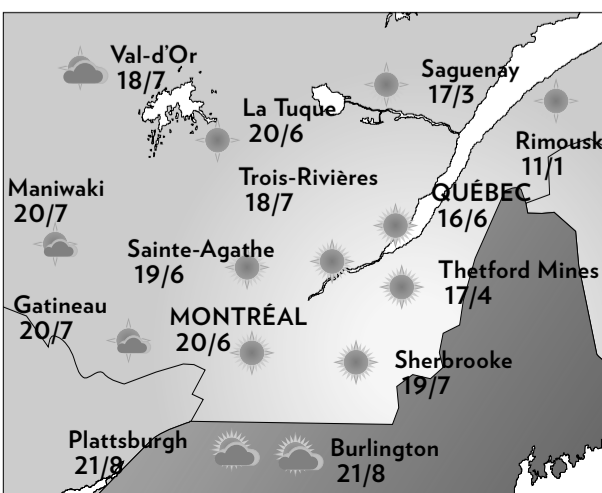 Val-d'Or
18/7
Saguenay
17/3
La Tuque
20/6
Rimousk
11/1
Trois-Rivières
18/7
Maniwaki
20/7
QUÉBEC
16/6
Sainte-Agathe
19/6
Thetford Mines
17/4
Gatineau
20/7
MONTRÉAL
20/6
Sherbrooke
19/7
Plattsburgh
21/8
Burlington
21/8